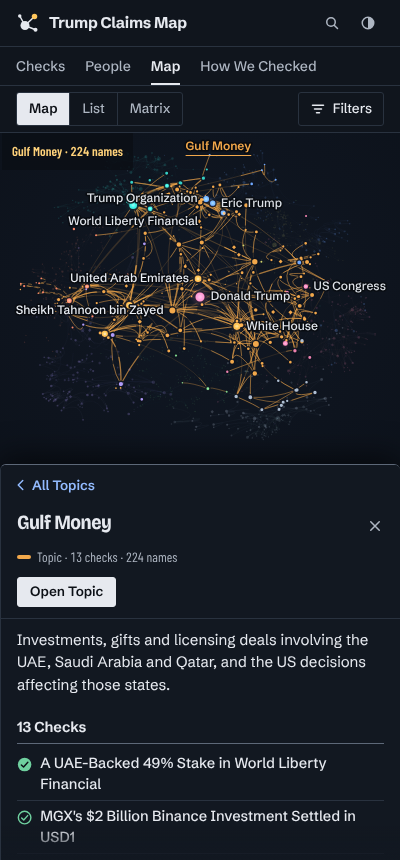 Trump Claims Map
Checks People Map How We Checked
Map List Matrix Filters
Gulf Money
Gulf Money · 224 names
Trump Organization
Eric Trump
World Liberty Financial
United Arab Emirates
US Congress
Donald Trump
Sheikh Tahnoon bin Zayed
White House
All Topics
Gulf Money
Topic · 13 checks · 224 names
Open Topic
Investments, gifts and licensing deals involving the
UAE, Saudi Arabia and Qatar, and the US decisions
affecting those states.
13 Checks
A UAE-Backed 49% Stake in World Liberty
Financial
MGX's $2 Billion Binance Investment Settled in
USD1